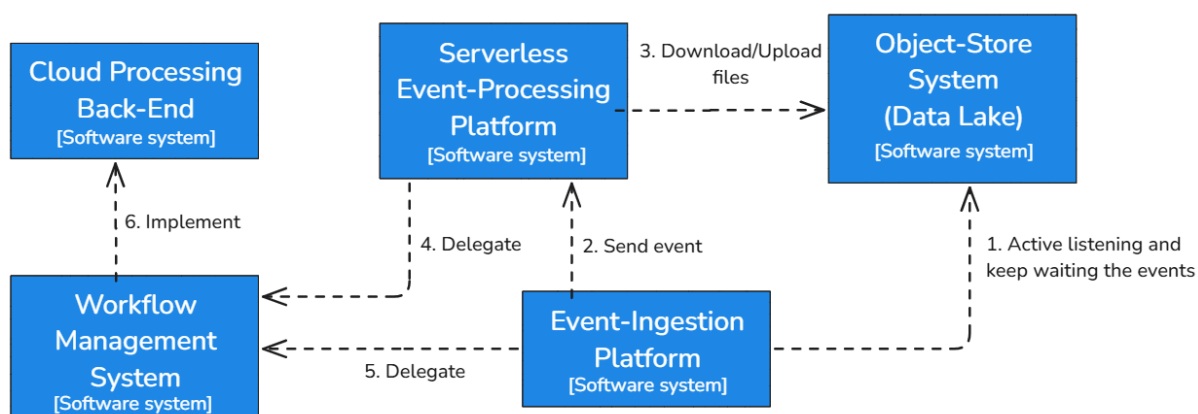 Cloud Processing
Back-End
[Software system]
Serverless
Event-Processing
Platform
[Software system]
3. Download/Upload
files
Object-Store
System
(Data Lake)
[Software system]
6. Implement
4. Delegate
2. Send event
1. Active listening and
keep waiting the events
Workflow
Management
System
[Software system]
5. Delegate
Event-Ingestion
Platform
[Software system]